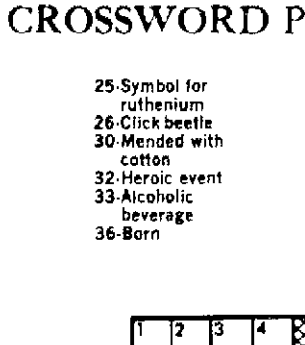 CROSSWORD P
25-Symbol for
ruthenium
26-Click beetle
30-Mended with
cotton
32-Heroic event
33-Alcoholic
beverage
36-Born
1 2 3 4